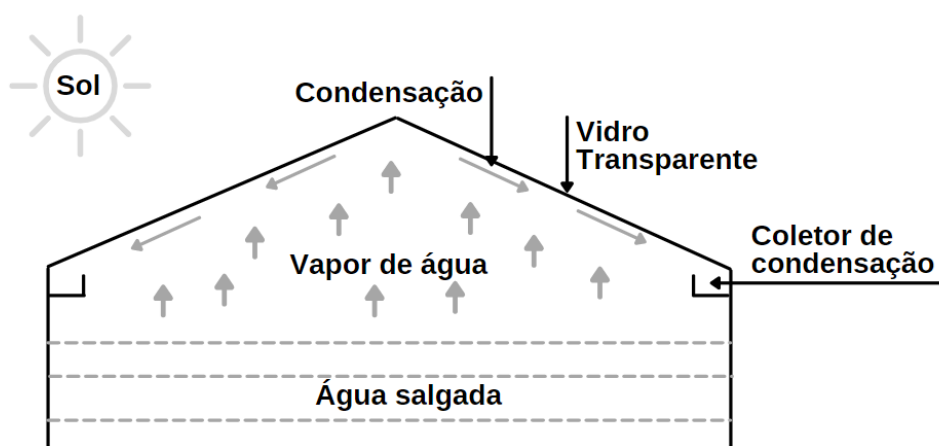 Sol
Condensação
Vidro
Transparente
Coletor de
condensação
Vapor de água
Água salgada